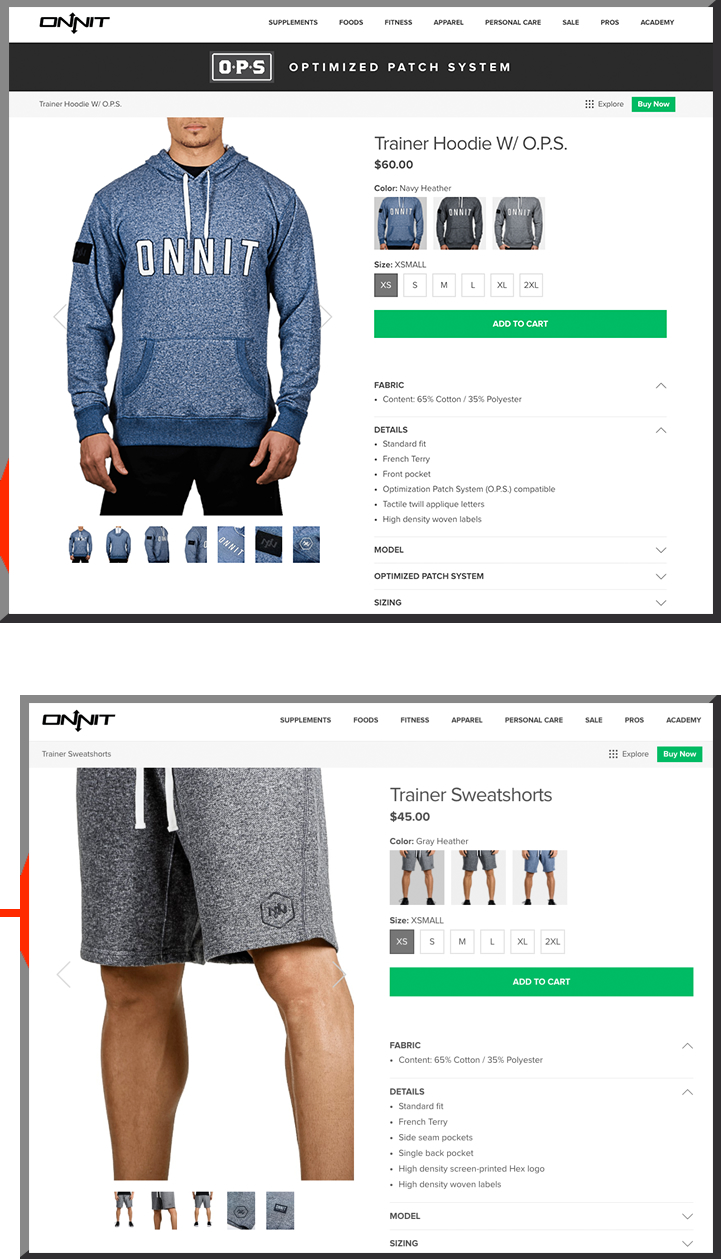 ONNIT
SUPPLEMENTS FOODS FITNESS APPAREL PERSONAL CARE SALE PROS ACADEMY
O·P·S OPTIMIZED PATCH SYSTEM
Trainer Hoodie W/ O.P.S.
Explore
Buy Now
ONNIT
Trainer Hoodie W/ O.P.S.
$60.00
Color: Navy Heather
ONNIT ONNIT ONNIT
Size: XSMALL
XS S M L XL 2XL
ADD TO CART
FABRIC
• Content: 65% Cotton / 35% Polyester
DETAILS
• Standard fit
• French Terry
• Front pocket
• Optimization Patch System (O.P.S.) compatible
• Tactile twill applique letters
• High density woven labels
MODEL
OPTIMIZED PATCH SYSTEM
SIZING
ONNIT
ONNIT
SUPPLEMENTS FOODS FITNESS APPAREL PERSONAL CARE SALE PROS ACADEMY
Trainer Sweatshorts
Explore
Buy Now
Trainer Sweatshorts
$45.00
Color: Gray Heather
Size: XSMALL
XS S M L XL 2XL
ADD TO CART
FABRIC
• Content: 65% Cotton / 35% Polyester
DETAILS
• Standard fit
• French Terry
• Side seam pockets
• Single back pocket
• High density screen-printed Hex logo
• High density woven labels
MODEL
SIZING